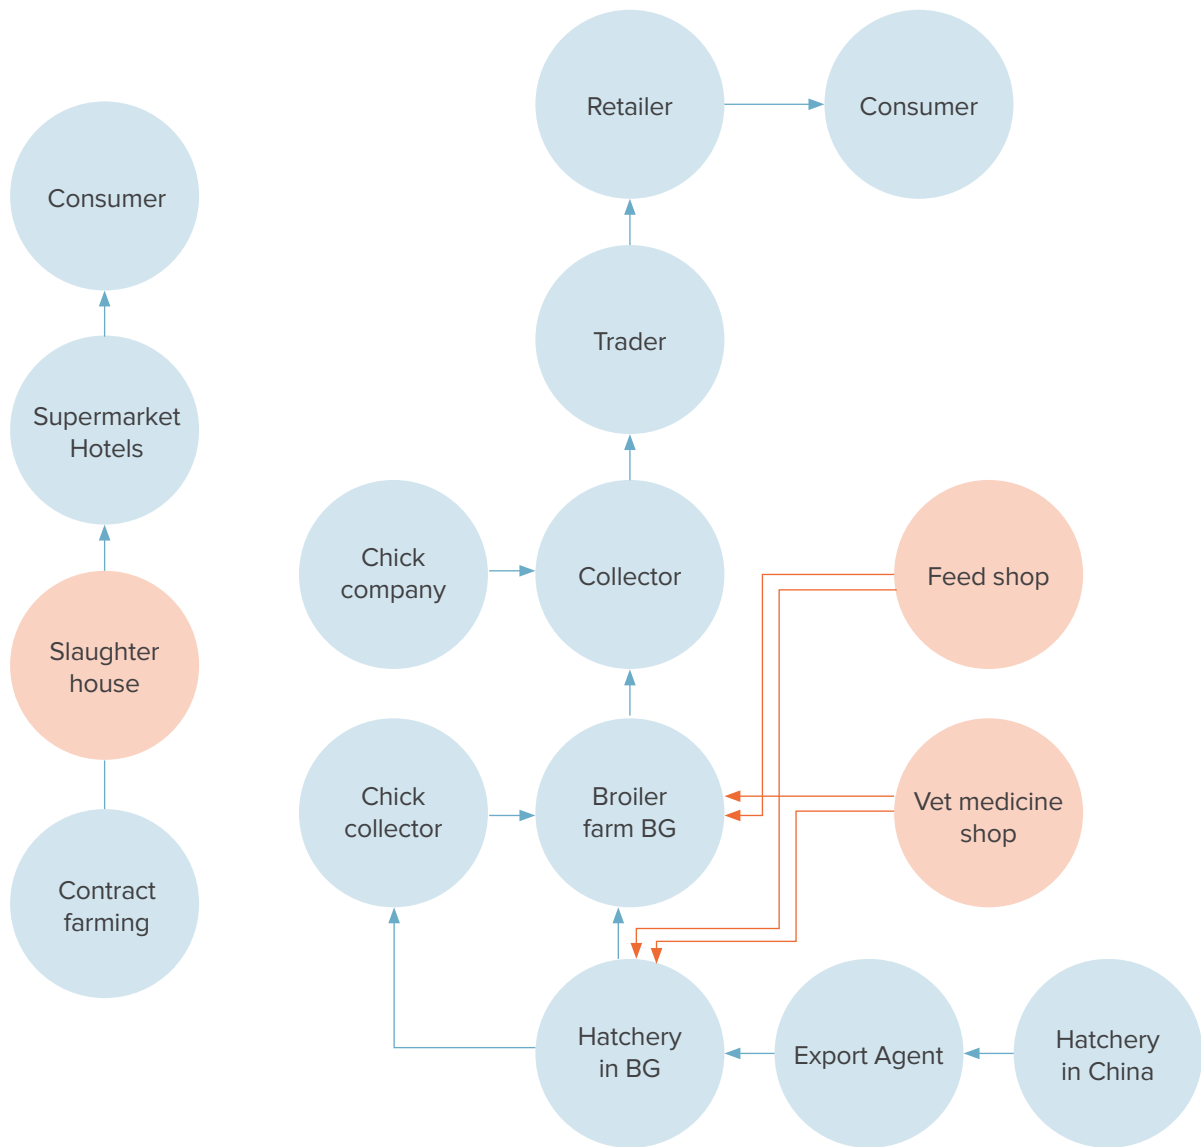 Retailer
Consumer
Consumer
Trader
Supermarket
Hotels
Chick
company
Collector
Feed shop
Slaughter
house
Chick
collector
Broiler
farm BG
Vet medicine
shop
Contract
farming
Hatchery
in BG
Export Agent
Hatchery
in China